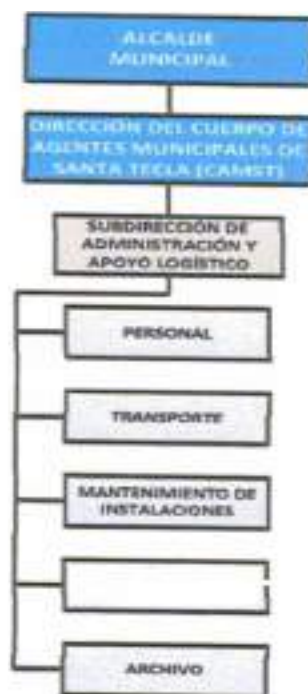 ALCALDE
MUNICIPAL
DIRECCIÓN DEL CUERPO DE
AGENTES MUNICIPALES DE
SANTA TECLA (CAMST)
SUBDIRECCIÓN DE
ADMINISTRACIÓN Y
APOYO LOGÍSTICO
PERSONAL
TRANSPORTE
MANTENIMIENTO DE
INSTALACIONES
ARCHIVO